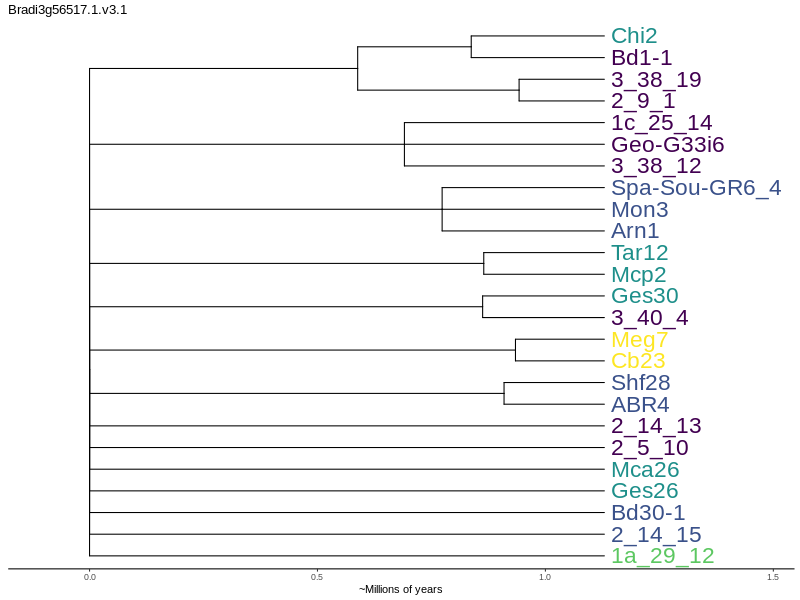 Bradi3g56517.1.v3.1
Chi2
Bd1-1
3_38_19
2_9_1
1c_25_14
Geo-G33i6
3_38_12
Spa-Sou-GR6_4
Mon3
Arn1
Tar12
Mcp2
Ges30
3_40_4
Meg7
Cb23
Shf28
ABR4
2_14_13
2_5_10
Mca26
Ges26
Bd30-1
2_14_15
1a_29_12
0.0 0.5 1.0 1.5
~Millions of years